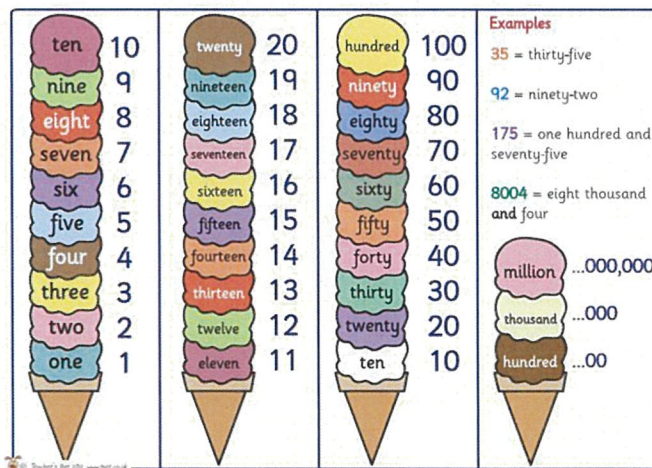 ten 10
nine 9
eight 8
seven 7
six 6
five 5
four 4
three 3
two 2
one 1
twenty 20
nineteen 19
eighteen 18
seventeen 17
sixteen 16
fifteen 15
fourteen 14
thirteen 13
twelve 12
eleven 11
hundred 100
ninety 90
eighty 80
seventy 70
sixty 60
fifty 50
forty 40
thirty 30
twenty 20
ten 10
Examples
35 = thirty-five
92 = ninety-two
175 = one hundred and
seventy-five
8004 = eight thousand
and four
million ...000,000
thousand ...000
hundred ...00